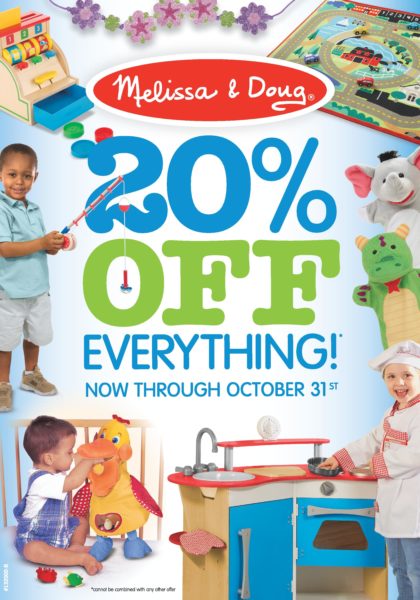 Melissa & Doug®
20%
OFF
EVERYTHING!*
NOW THROUGH OCTOBER 31ST
*cannot be combined with any other offer